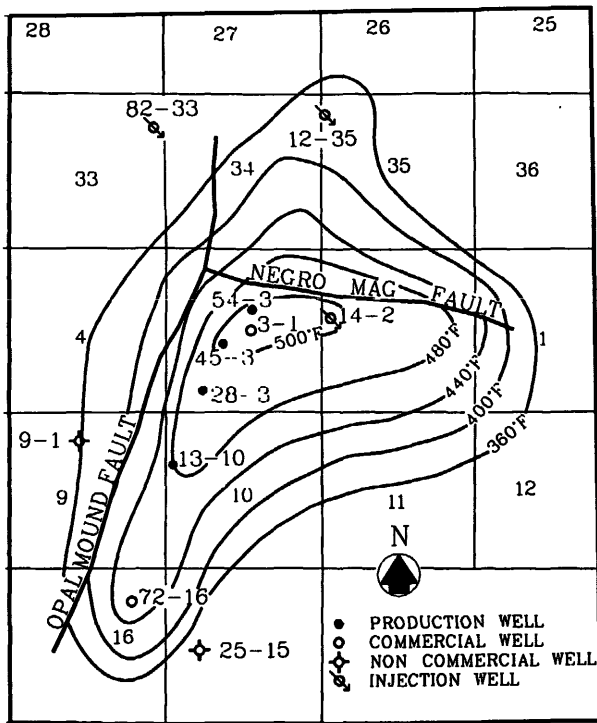 28
27
26
25
82-33
12-35
33
34
35
36
NEGRO MAG FAULT
54-3
3-1
14-2
500°F
45-3
28-3
4
1
480°F
440°F
400°F
360°F
9-1
13-10
OPAL MOUND FAULT
9
10
11
12
N
72-16
16
25-15
PRODUCTION WELL
COMMERCIAL WELL
NON COMMERCIAL WELL
INJECTION WELL